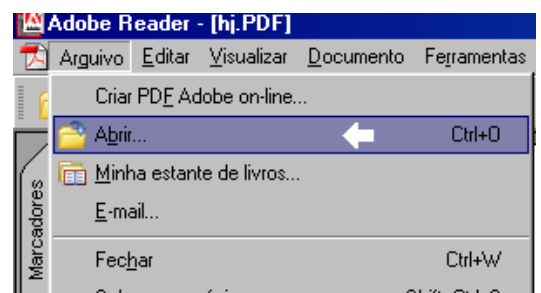 Adobe Reader - [hj.PDF]
Arquivo Editar Visualizar Documento Ferramentas
Criar PDF Adobe on-line...
Abrir... Ctrl+O
Minha estante de livros...
E-mail...
Fechar Ctrl+W
Marcadores